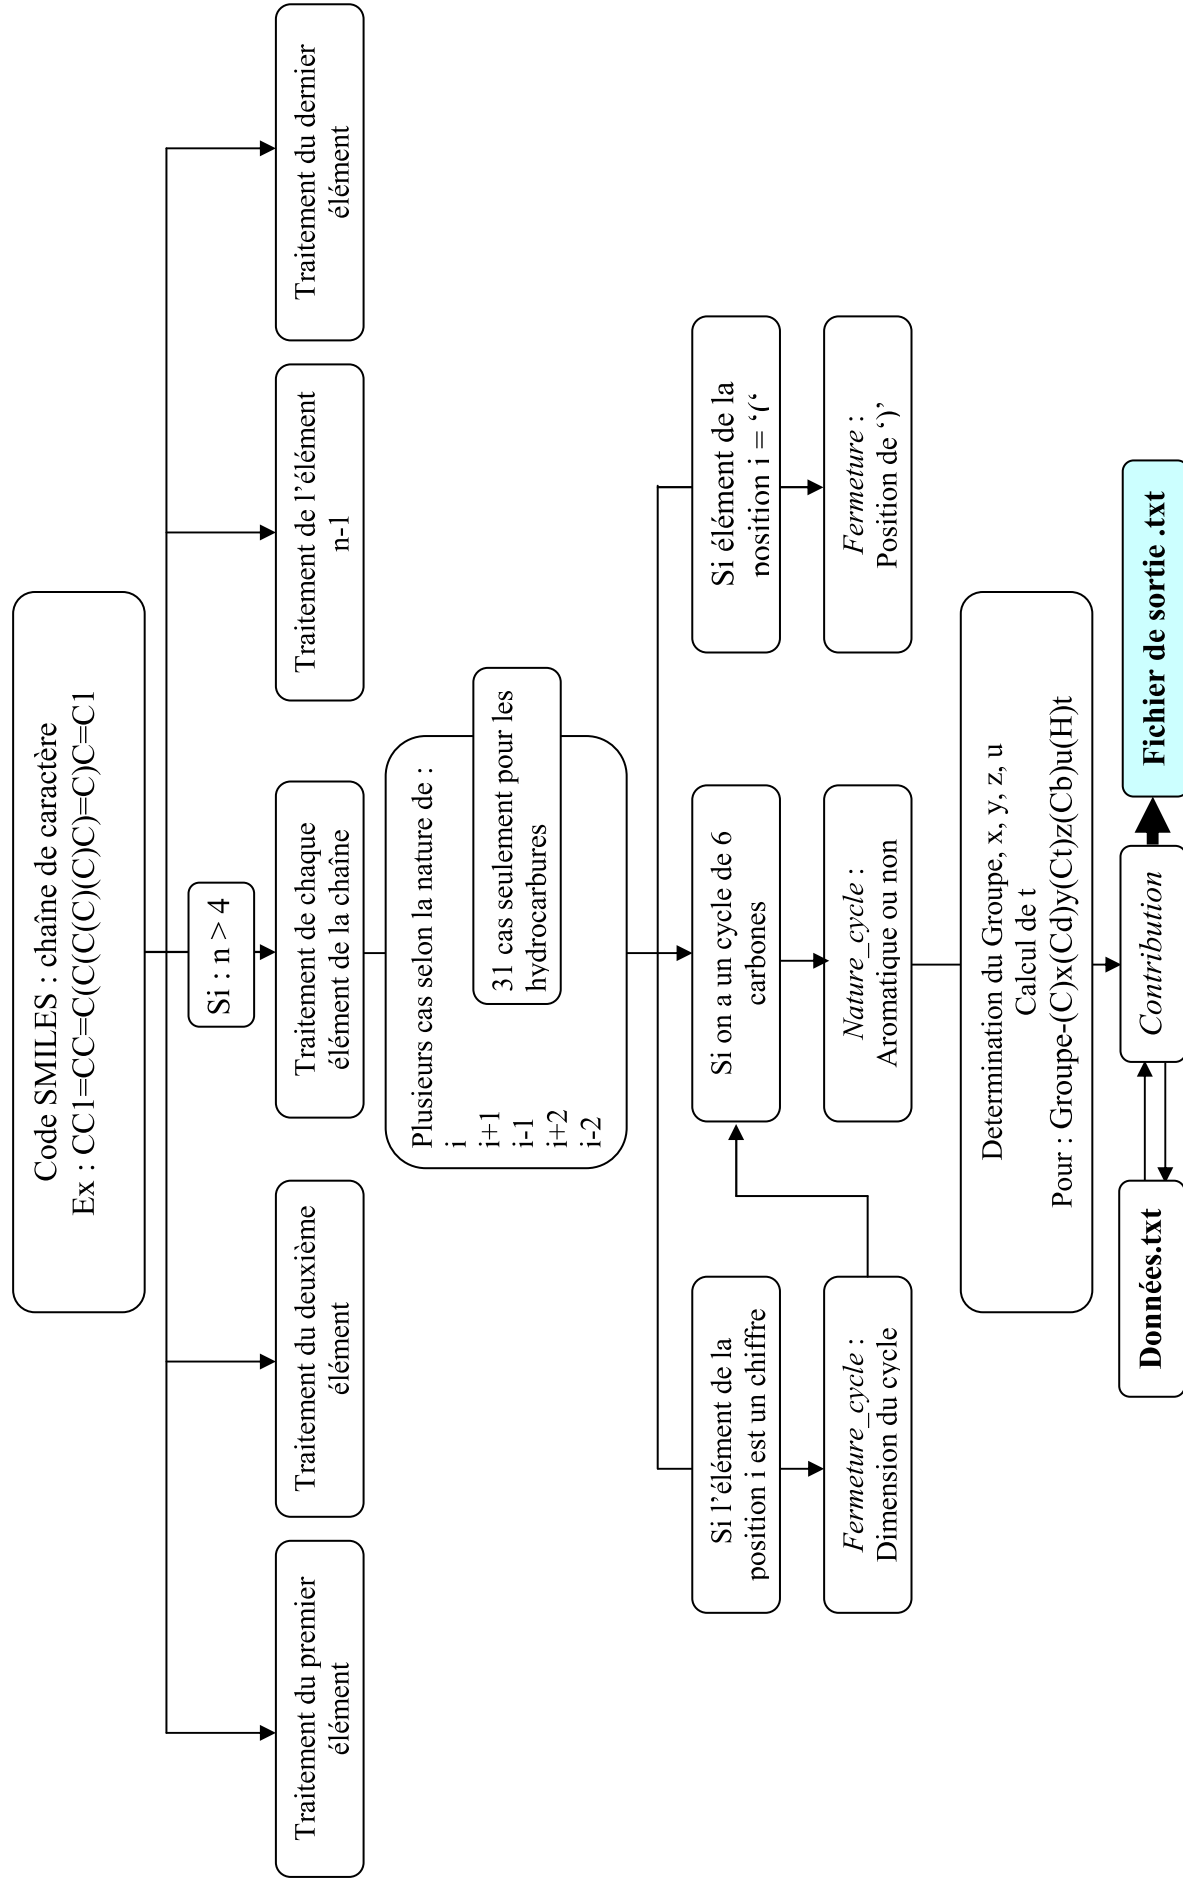 Code SMILES : chaîne de caractère
Ex : CC1=CC=C(C(C(C)(C)C)=C)C=C1
Si : n > 4
Traitement du premier
élément
Traitement du deuxième
élément
Traitement de chaque
élément de la chaîne
Traitement de l’élément
n-1
Traitement du dernier
élément
Plusieurs cas selon la nature de :
i
i+1
i-1
i+2
i-2
31 cas seulement pour les
hydrocarbures
Si l’élément de la
position i est un chiffre
Si on a un cycle de 6
carbones
Si élément de la
position i = ‘(‘
Fermeture_cycle :
Dimension du cycle
Nature_cycle :
Aromatique ou non
Fermeture :
Position de ‘)’
Determination du Groupe, x, y, z, u
Calcul de t
Pour : Groupe-(C)x(Cd)y(Ct)z(Cb)u(H)t
Données.txt
Contribution
Fichier de sortie .txt